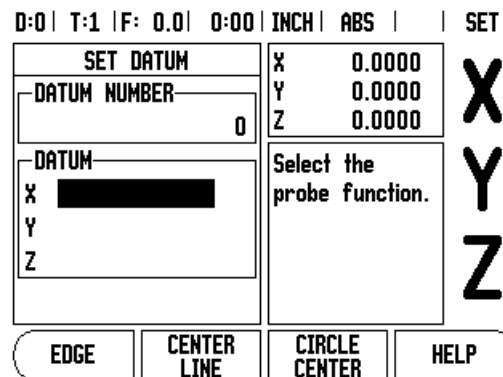 D:0 | T:1 | F: 0.0 | 0:00 | INCH | ABS | | SET
SET DATUM
DATUM NUMBER
0
DATUM
X
Y
Z
X 0.0000
Y 0.0000
Z 0.0000
Select the
probe function.
X
Y
Z
EDGE
CENTER
LINE
CIRCLE
CENTER
HELP